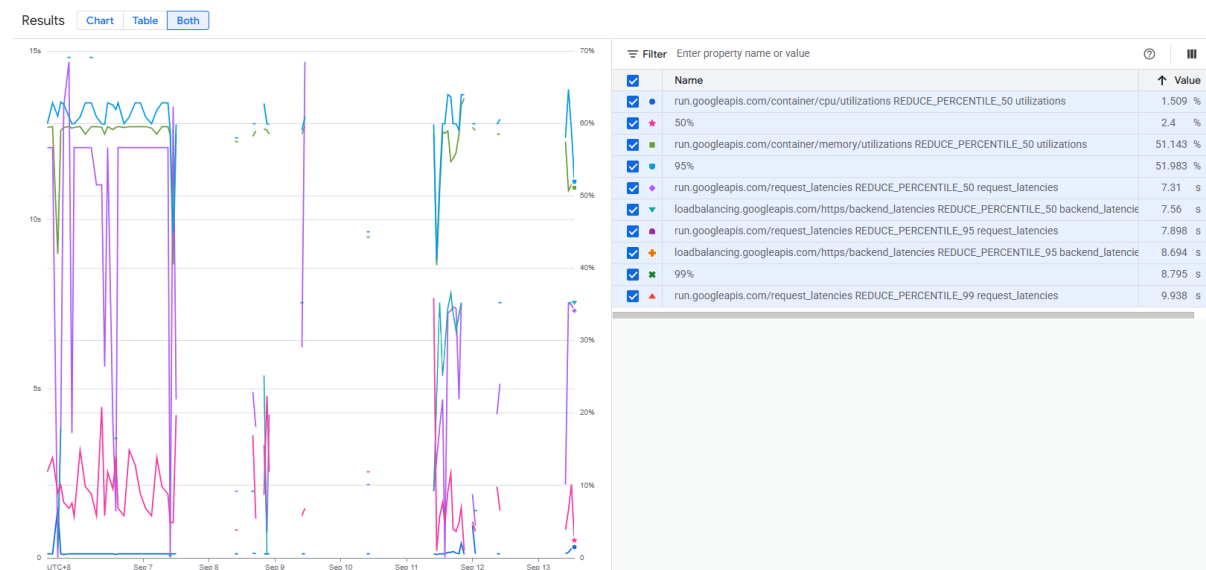 Results Chart Table Both
15s
70%
60%
50%
10s
40%
30%
5s
20%
10%
0
0
UTC+8 Sep 7 Sep 8 Sep 9 Sep 10 Sep 11 Sep 12 Sep 13
Filter Enter property name or value
Name Value
run.googleapis.com/container/cpu/utilizations REDUCE_PERCENTILE_50 utilizations 1.509 %
50% 2.4 %
run.googleapis.com/container/memory/utilizations REDUCE_PERCENTILE_50 utilizations 51.143 %
95% 51.983 %
run.googleapis.com/request_latencies REDUCE_PERCENTILE_50 request_latencies 7.31 s
loadbalancing.googleapis.com/https/backend_latencies REDUCE_PERCENTILE_50 backend_latencie 7.56 s
run.googleapis.com/request_latencies REDUCE_PERCENTILE_95 request_latencies 7.898 s
loadbalancing.googleapis.com/https/backend_latencies REDUCE_PERCENTILE_95 backend_latencie 8.694 s
99% 8.795 s
run.googleapis.com/request_latencies REDUCE_PERCENTILE_99 request_latencies 9.938 s